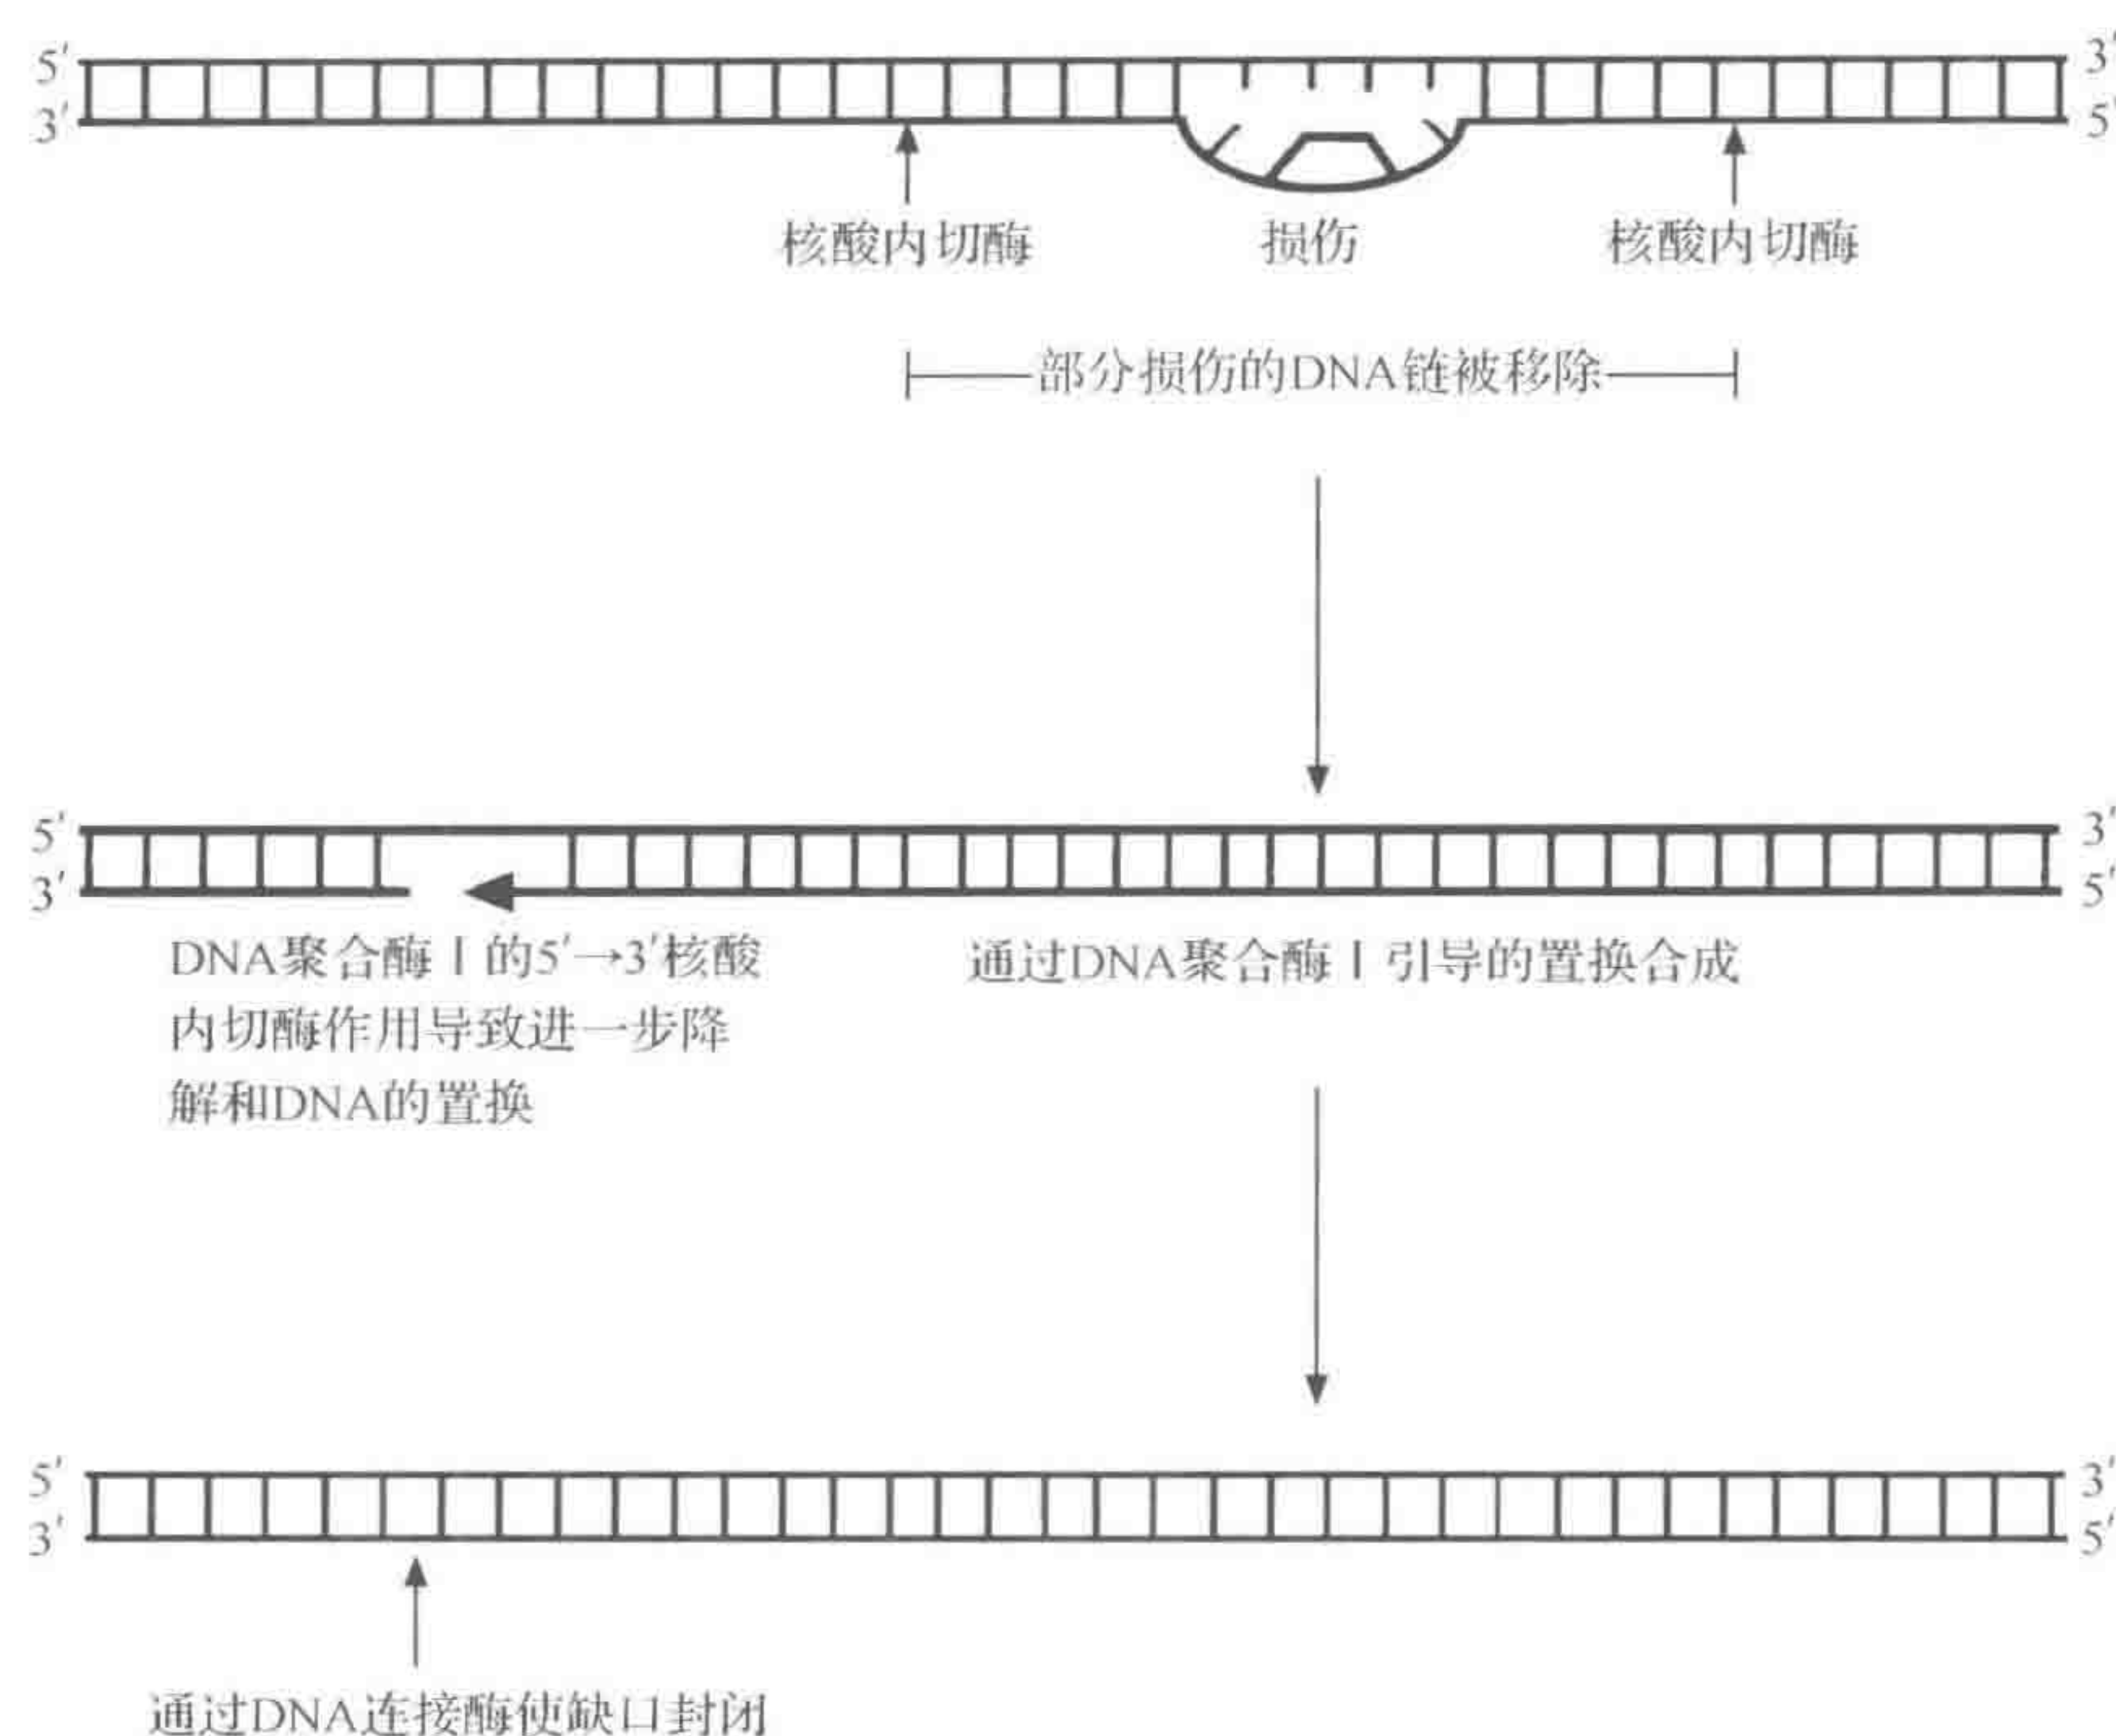 5′ 3′
3′ 5′
核酸内切酶 损伤 核酸内切酶
部分损伤的DNA链被移除
5′ 3′
3′ 5′
DNA聚合酶Ⅰ的5′→3′核酸
内切酶作用导致进一步降
解和DNA的置换
通过DNA聚合酶Ⅰ引导的置换合成
5′ 3′
3′ 5′
通过DNA连接酶使缺口封闭